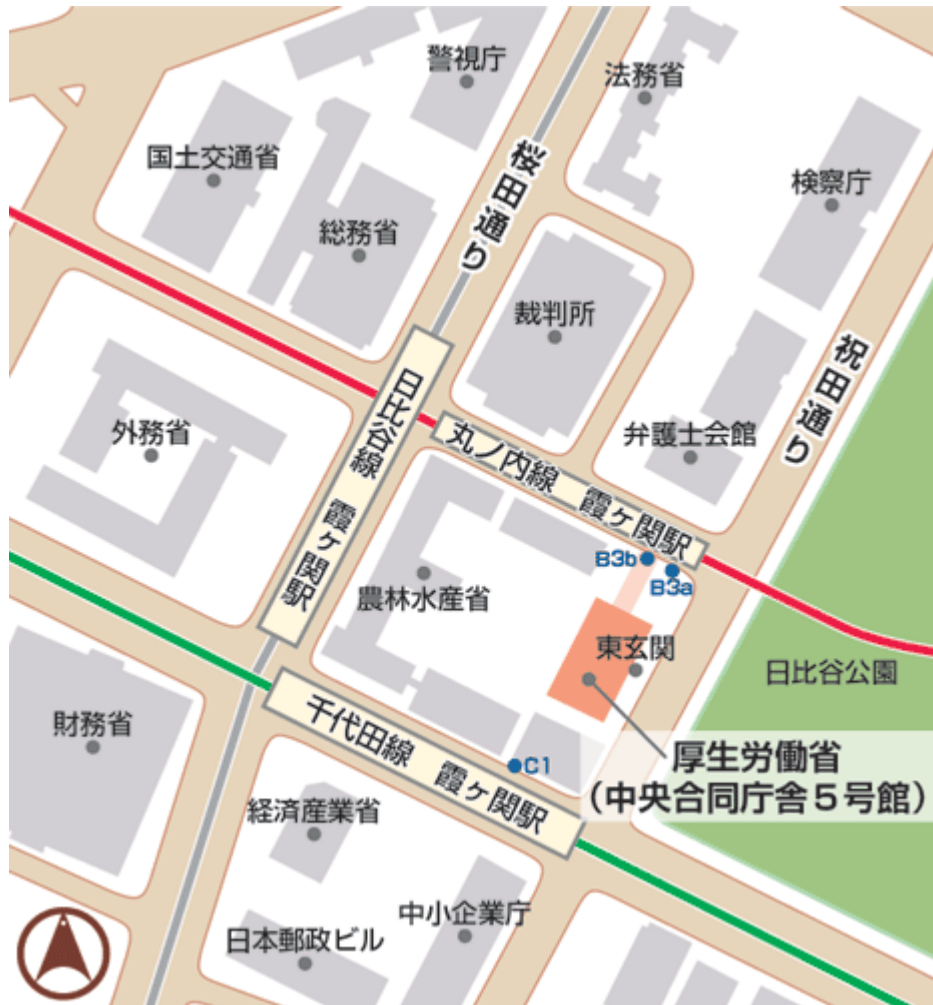 警視庁
法務省
国土交通省
桜田通り
検察庁
総務省
裁判所
祝田通り
日比谷線 霞ヶ関駅
外務省
丸ノ内線 霞ヶ関駅
弁護士会館
B3b
B3a
農林水産省
東玄関
日比谷公園
千代田線 霞ヶ関駅
財務省
厚生労働省
（中央合同庁舎５号館）
C1
経済産業省
中小企業庁
日本郵政ビル